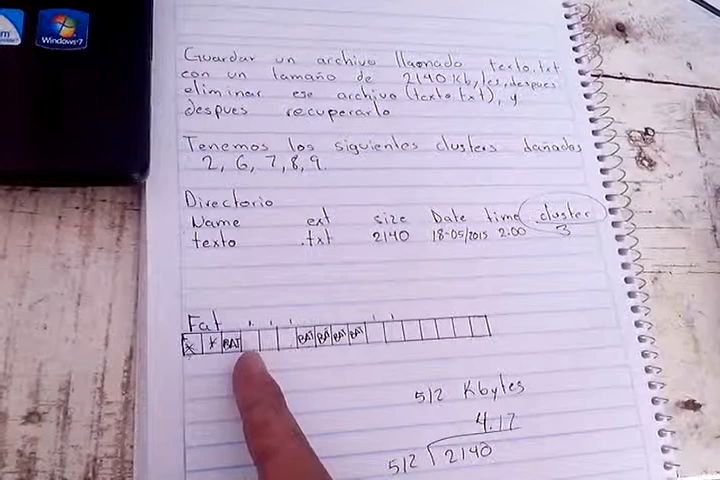 Windows 7
Guardar un archivo llamado texto.txt
con un tamaño de 2140 Kbytes, despues
eliminar ese archivo (texto.txt), y
despues recuperarlo
Tenemos los siguientes clusters dañados
2, 6, 7, 8, 9.
Directorio
Name ext size Date time cluster
texto .txt 2140 18-05/2015 2:00 3
Fat
* * BAT BAT BAT BAT BAT
512 Kbytes
4.17
512 2140